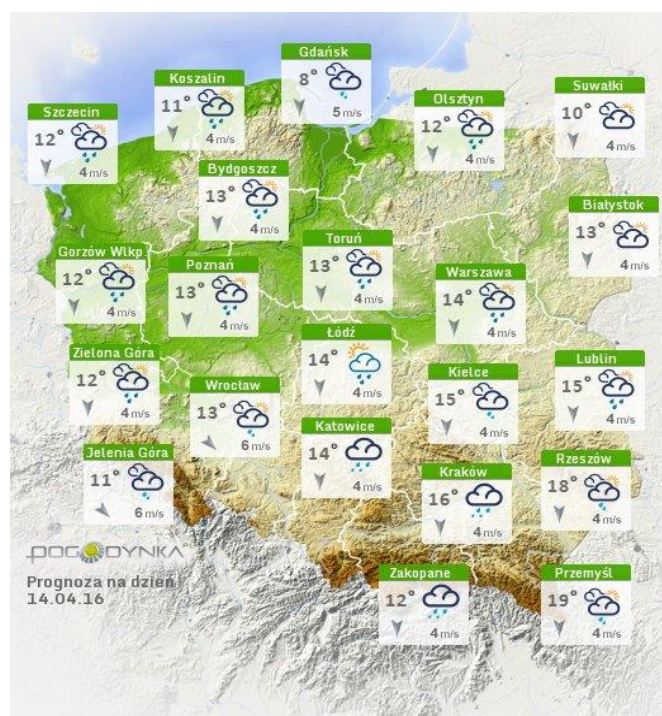 Gdańsk
8°
5 m/s
Koszalin
11°
4 m/s
Suwałki
10°
4 m/s
Olsztyn
12°
4 m/s
Szczecin
12°
4 m/s
Bydgoszcz
13°
4 m/s
Białystok
13°
4 m/s
Toruń
13°
4 m/s
Gorzów Wlkp
12°
4 m/s
Poznań
13°
4 m/s
Warszawa
14°
4 m/s
Łódź
14°
4 m/s
Zielona Góra
12°
4 m/s
Lublin
15°
4 m/s
Kielce
15°
4 m/s
Wrocław
13°
6 m/s
Katowice
14°
4 m/s
Jelenia Góra
11°
6 m/s
Rzeszów
18°
4 m/s
Kraków
16°
4 m/s
POGODYNKA
Prognoza na dzień
14.04.16
Zakopane
12°
4 m/s
Przemyśl
19°
4 m/s